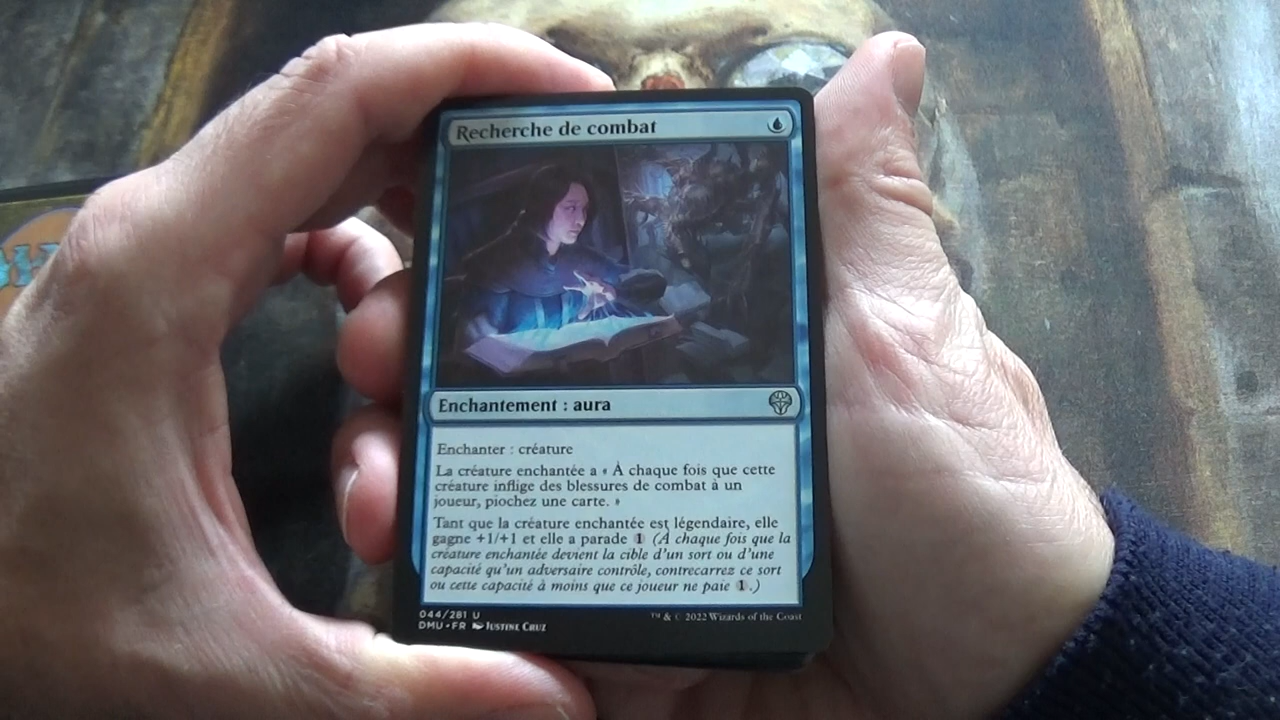 Recherche de combat
Enchantement : aura
Enchanter : créature
La créature enchantée a « À chaque fois que cette
créature inflige des blessures de combat à un
joueur, piochez une carte. »
Tant que la créature enchantée est légendaire, elle
gagne +1/+1 et elle a parade 1 (À chaque fois que la
créature enchantée devient la cible d'un sort ou d'une
capacité qu'un adversaire contrôle, contrecarrez ce sort
ou cette capacité à moins que ce joueur ne paie 1.)
044/281 U
DMU • FR Justine Cruz
™ & © 2022 Wizards of the Coast